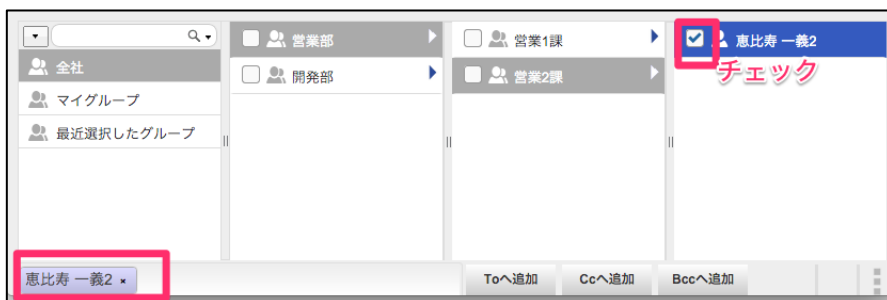 全社
マイグループ
最近選択したグループ
営業部
開発部
営業1課
営業2課
恵比寿 一義2
チェック
恵比寿 一義2 ×
Toへ追加
Ccへ追加
Bccへ追加